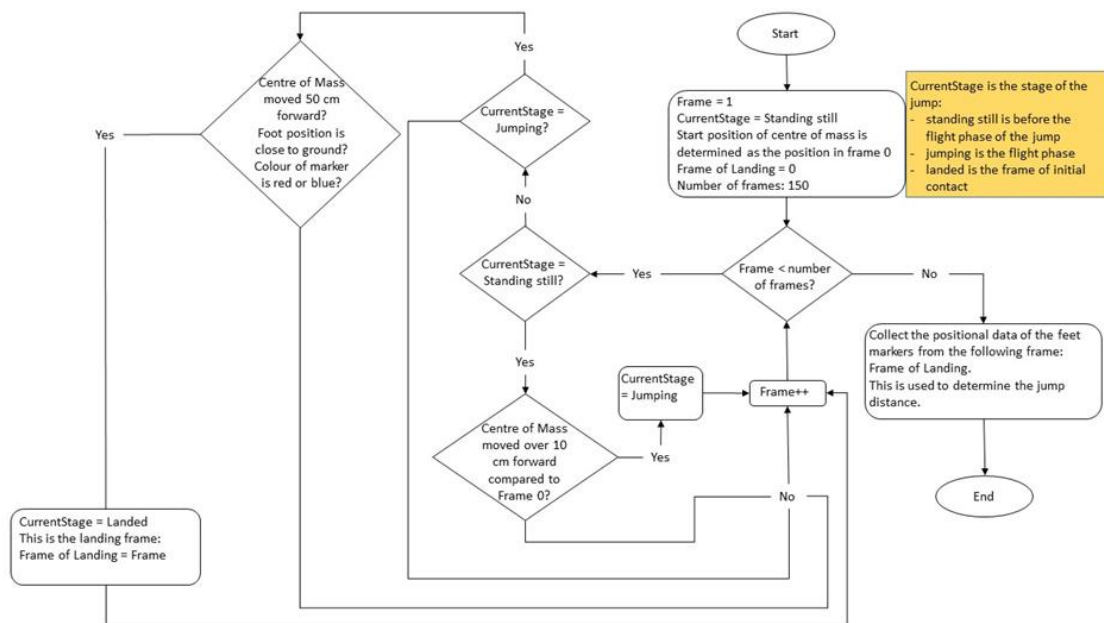 Start
Frame = 1
CurrentStage = Standing still
Start position of centre of mass is
determined as the position in frame 0
Frame of Landing = 0
Number of frames: 150
CurrentStage is the stage of the
jump:
- standing still is before the
flight phase of the jump
- jumping is the flight phase
- landed is the frame of initial
contact
Frame < number
of frames?
Yes
No
CurrentStage =
Standing still?
No
Yes
CurrentStage =
Jumping?
Yes
Centre of Mass
moved 50 cm
forward?
Foot position is
close to ground?
Colour of marker
is red or blue?
Yes
Centre of Mass
moved over 10
cm forward
compared to
Frame 0?
Yes
CurrentStage
= Jumping
Frame++
No
Collect the positional data of the feet
markers from the following frame:
Frame of Landing.
This is used to determine the jump
distance.
End
CurrentStage = Landed
This is the landing frame:
Frame of Landing = Frame